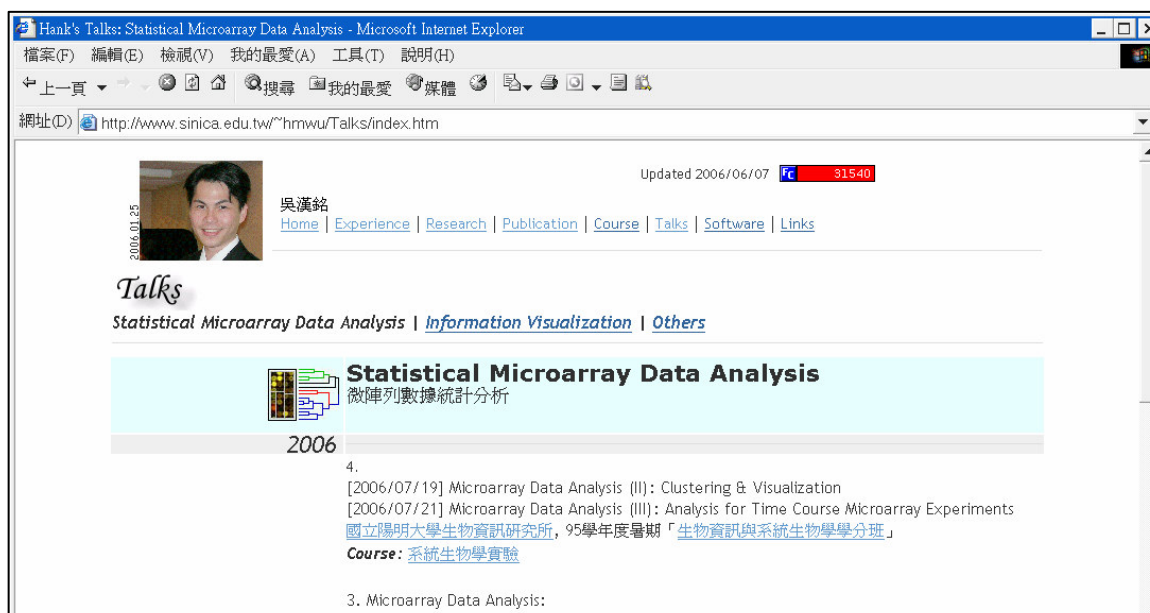 Hank's Talks: Statistical Microarray Data Analysis - Microsoft Internet Explorer
檔案(F) 編輯(E) 檢視(V) 我的最愛(A) 工具(T) 說明(H)
上一頁 搜尋 我的最愛 媒體
網址(D) http://www.sinica.edu.tw/~hmwu/Talks/index.htm
Updated 2006/06/07 FC 31540
2006.01.25
吳漢銘
Home | Experience | Research | Publication | Course | Talks | Software | Links
Talks
Statistical Microarray Data Analysis | Information Visualization | Others
Statistical Microarray Data Analysis
微陣列數據統計分析
2006
4.
[2006/07/19] Microarray Data Analysis (II): Clustering & Visualization
[2006/07/21] Microarray Data Analysis (III): Analysis for Time Course Microarray Experiments
國立陽明大學生物資訊研究所, 95學年度暑期「生物資訊與系統生物學學分班」
Course: 系統生物學實驗
3. Microarray Data Analysis: